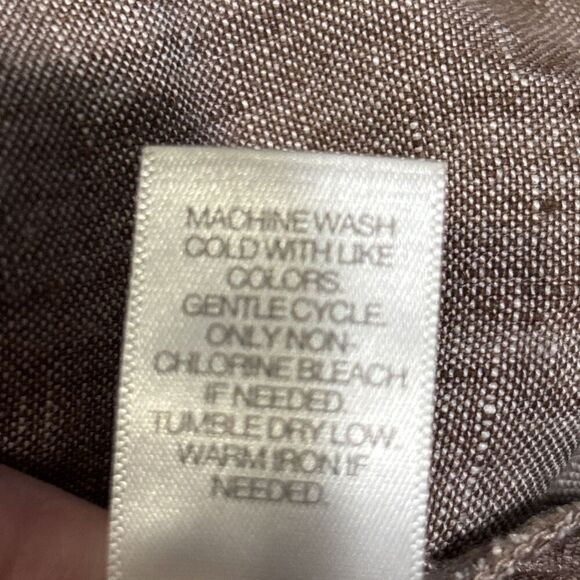 MACHINE WASH
COLD WITH LIKE
COLORS.
GENTLE CYCLE.
ONLY NON-
CHLORINE BLEACH
IF NEEDED.
TUMBLE DRY LOW.
WARM IRON IF
NEEDED.